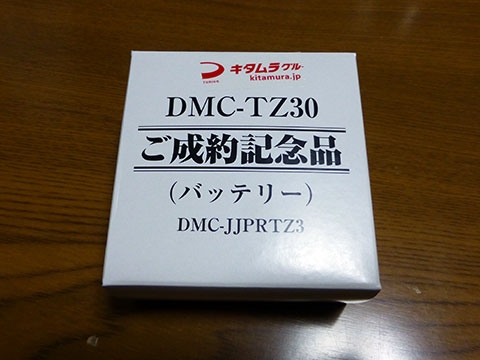 キタムラグループ
kitamura.jp
DMC-TZ30
ご成約記念品
(バッテリー)
DMC-JJPRTZ3